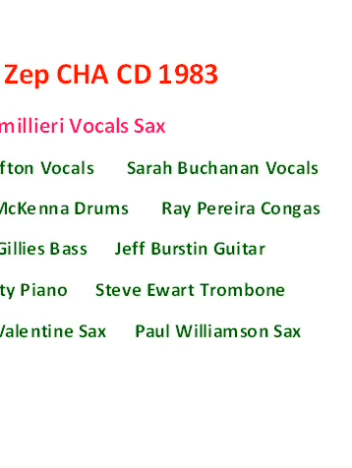 Zep CHA CD 1983
millieri Vocals Sax
fton Vocals Sarah Buchanan Vocals
McKenna Drums Ray Pereira Congas
Gillies Bass Jeff Burstin Guitar
ty Piano Steve Ewart Trombone
Valentine Sax Paul Williamson Sax